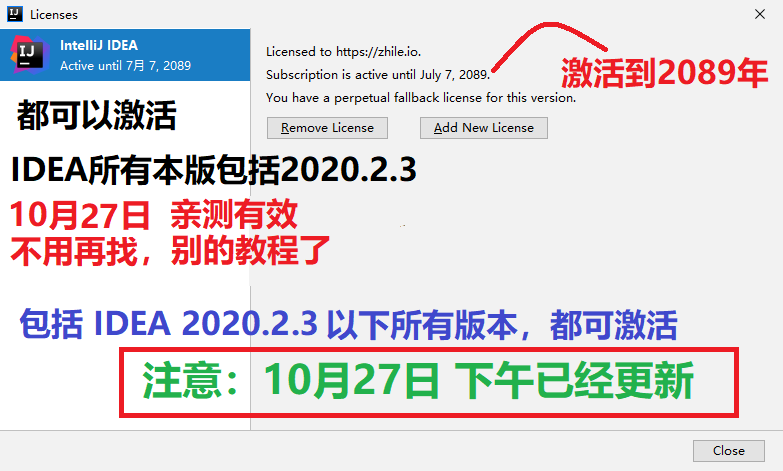 Licenses
IntelliJ IDEA
Active until 7月 7, 2089
Licensed to https://zhile.io.
Subscription is active until July 7, 2089.
激活到2089年
You have a perpetual fallback license for this version.
Remove License
Add New License
都可以激活
IDEA所有本版包括2020.2.3
10月27日 亲测有效
不用再找，别的教程了
包括 IDEA 2020.2.3 以下所有版本，都可激活
注意：10月27日 下午已经更新
Close